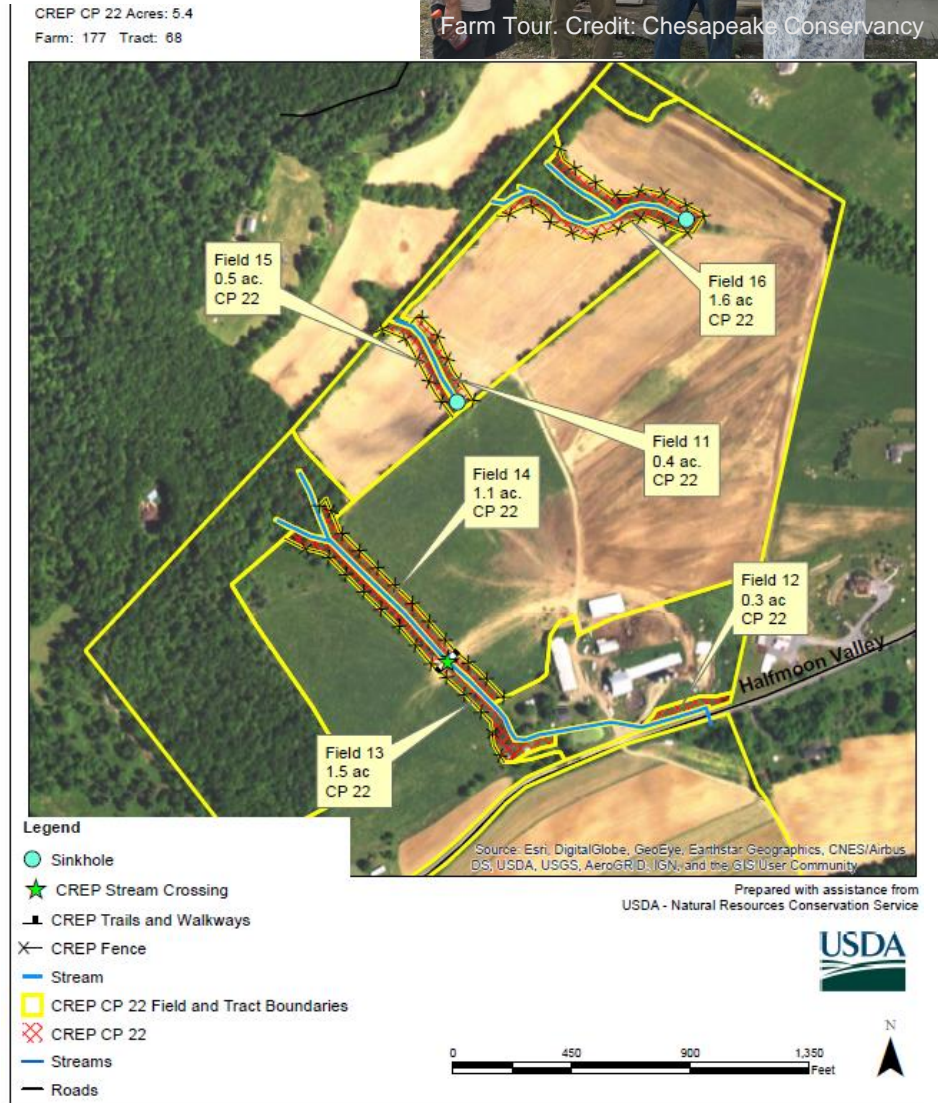 CREP CP 22 Acres: 5.4
Farm: 177 Tract: 68
Farm Tour. Credit: Chesapeake Conservancy
Field 15
0.5 ac.
CP 22
Field 16
1.6 ac
CP 22
Field 11
0.4 ac.
CP 22
Field 14
1.1 ac.
CP 22
Field 12
0.3 ac
CP 22
Halfmoon Valley
Field 13
1.5 ac
CP 22
Source: Esri, DigitalGlobe, GeoEye, Earthstar Geographics, CNES/Airbus
DS, USDA, USGS, AeroGRID, IGN, and the GIS User Community
Prepared with assistance from
USDA - Natural Resources Conservation Service
USDA
Legend
Sinkhole
CREP Stream Crossing
CREP Trails and Walkways
CREP Fence
Stream
CREP CP 22 Field and Tract Boundaries
CREP CP 22
Streams
Roads
N
0 450 900 1,350
Feet